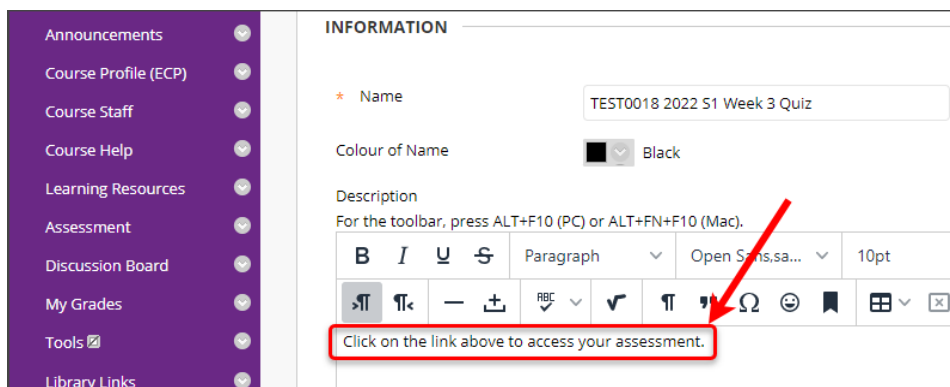 Announcements
Course Profile (ECP)
Course Staff
Course Help
Learning Resources
Assessment
Discussion Board
My Grades
Tools
Library Links
INFORMATION
* Name
TEST0018 2022 S1 Week 3 Quiz
Colour of Name
Black
Description
For the toolbar, press ALT+F10 (PC) or ALT+FN+F10 (Mac).
B I U S Paragraph Open Sans,sa... 10pt
ABC
Click on the link above to access your assessment.